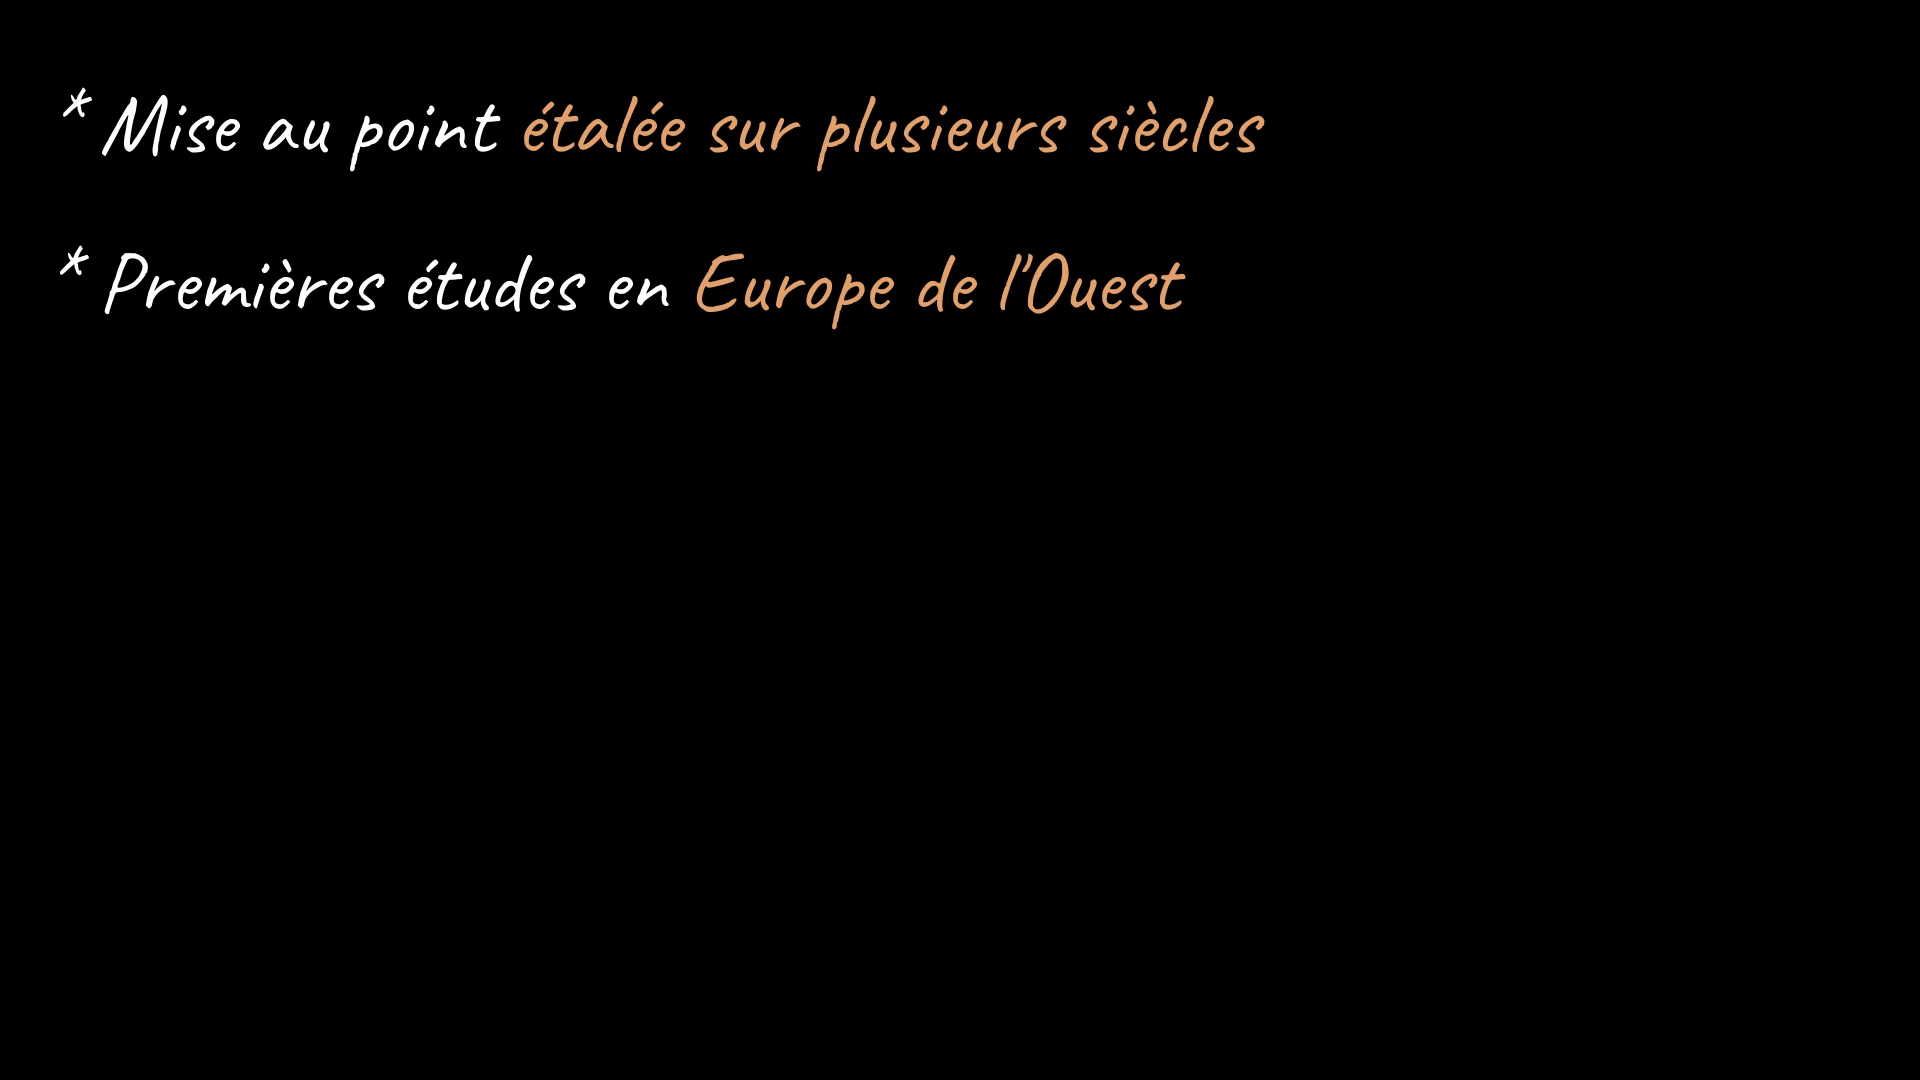 * Mise au point étalée sur plusieurs siècles
* Premières études en Europe de l'Ouest